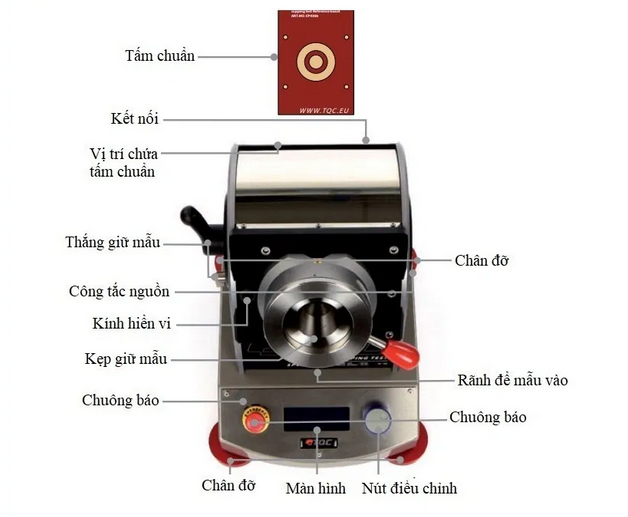 WWW.TQC.EU
Tấm chuẩn
Kết nối
Vị trí chứa
tấm chuẩn
Thắng giữ mẫu
Chân đỡ
Công tắc nguồn
Kính hiển vi
Kẹp giữ mẫu
Rãnh để mẫu vào
Chuông báo
Chuông báo
TQC
Chân đỡ
Màn hình
Nút điều chỉnh